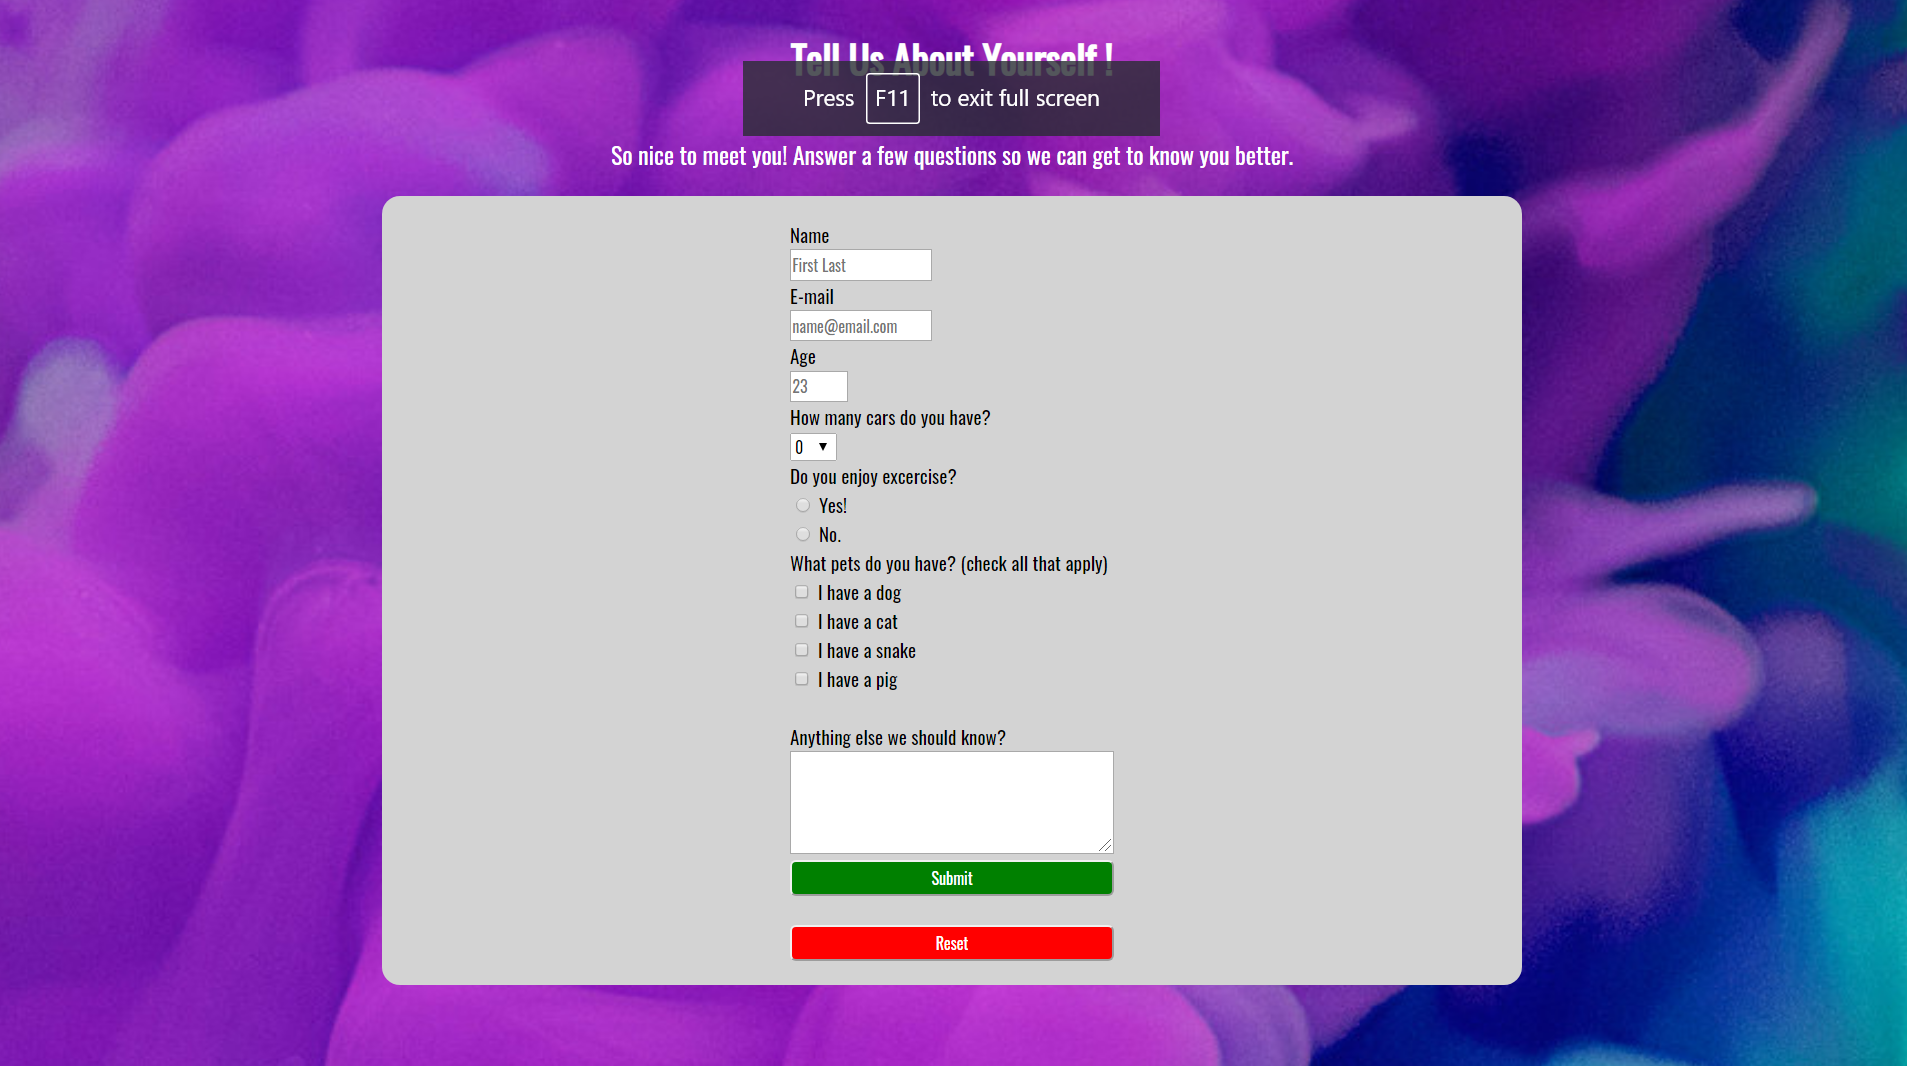 Tell Us About Yourself !
Press F11 to exit full screen
So nice to meet you! Answer a few questions so we can get to know you better.
Name
First Last
E-mail
name@email.com
Age
23
How many cars do you have?
0
Do you enjoy excercise?
Yes!
No.
What pets do you have? (check all that apply)
I have a dog
I have a cat
I have a snake
I have a pig
Anything else we should know?
Submit
Reset